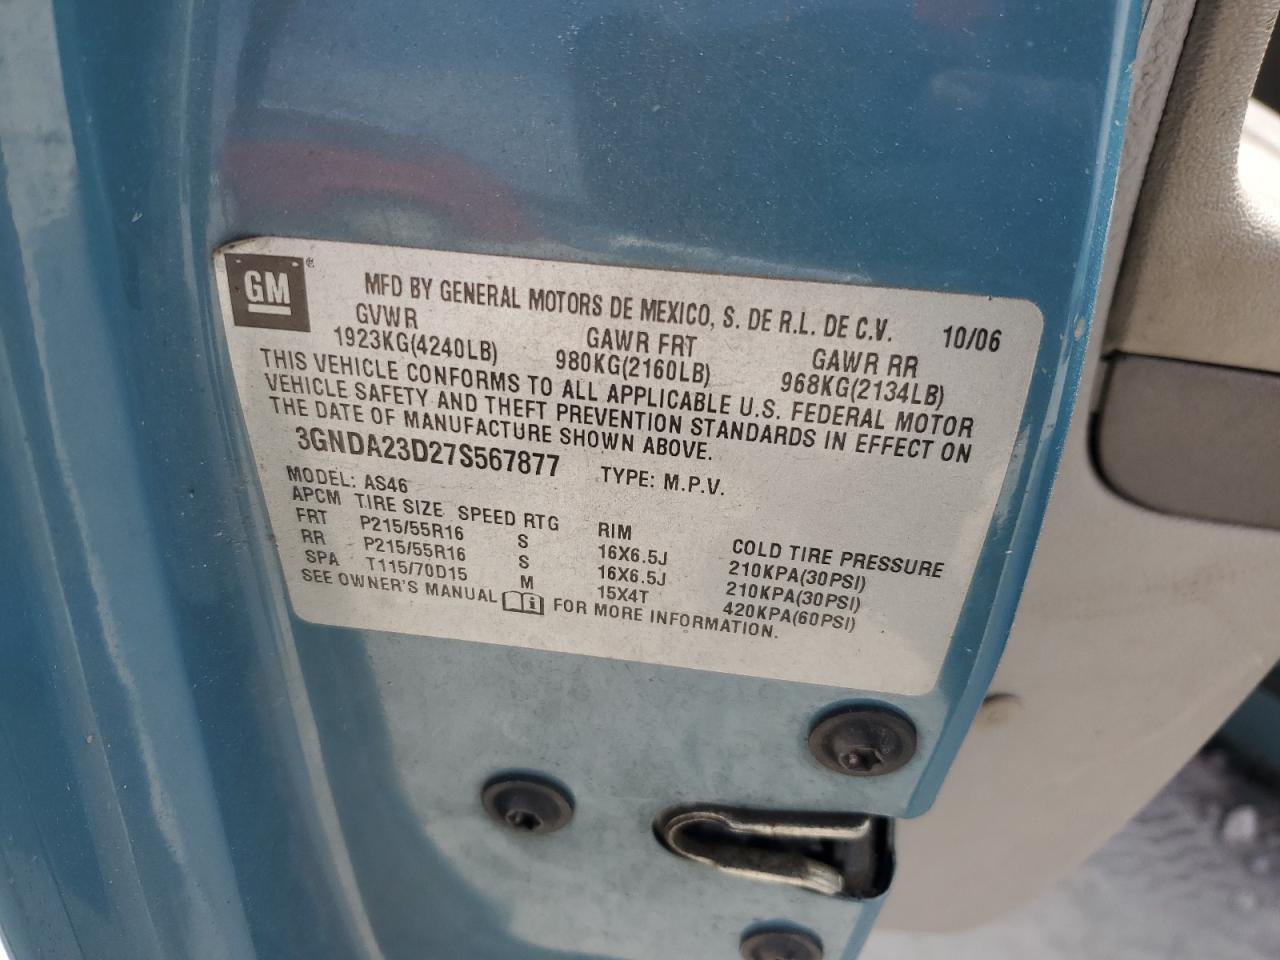 GM ®
MFD BY GENERAL MOTORS DE MEXICO, S. DE R.L. DE C.V. 10/06
GVWR GAWR FRT GAWR RR
1923KG(4240LB) 980KG(2160LB) 968KG(2134LB)
THIS VEHICLE CONFORMS TO ALL APPLICABLE U.S. FEDERAL MOTOR
VEHICLE SAFETY AND THEFT PREVENTION STANDARDS IN EFFECT ON
THE DATE OF MANUFACTURE SHOWN ABOVE.
3GNDA23D27S567877 TYPE: M.P.V.
MODEL: AS46
APCM TIRE SIZE SPEED RTG RIM COLD TIRE PRESSURE
FRT P215/55R16 S 16X6.5J 210KPA(30PSI)
RR P215/55R16 S 16X6.5J 210KPA(30PSI)
SPA T115/70D15 M 15X4T 420KPA(60PSI)
SEE OWNER'S MANUAL i FOR MORE INFORMATION.